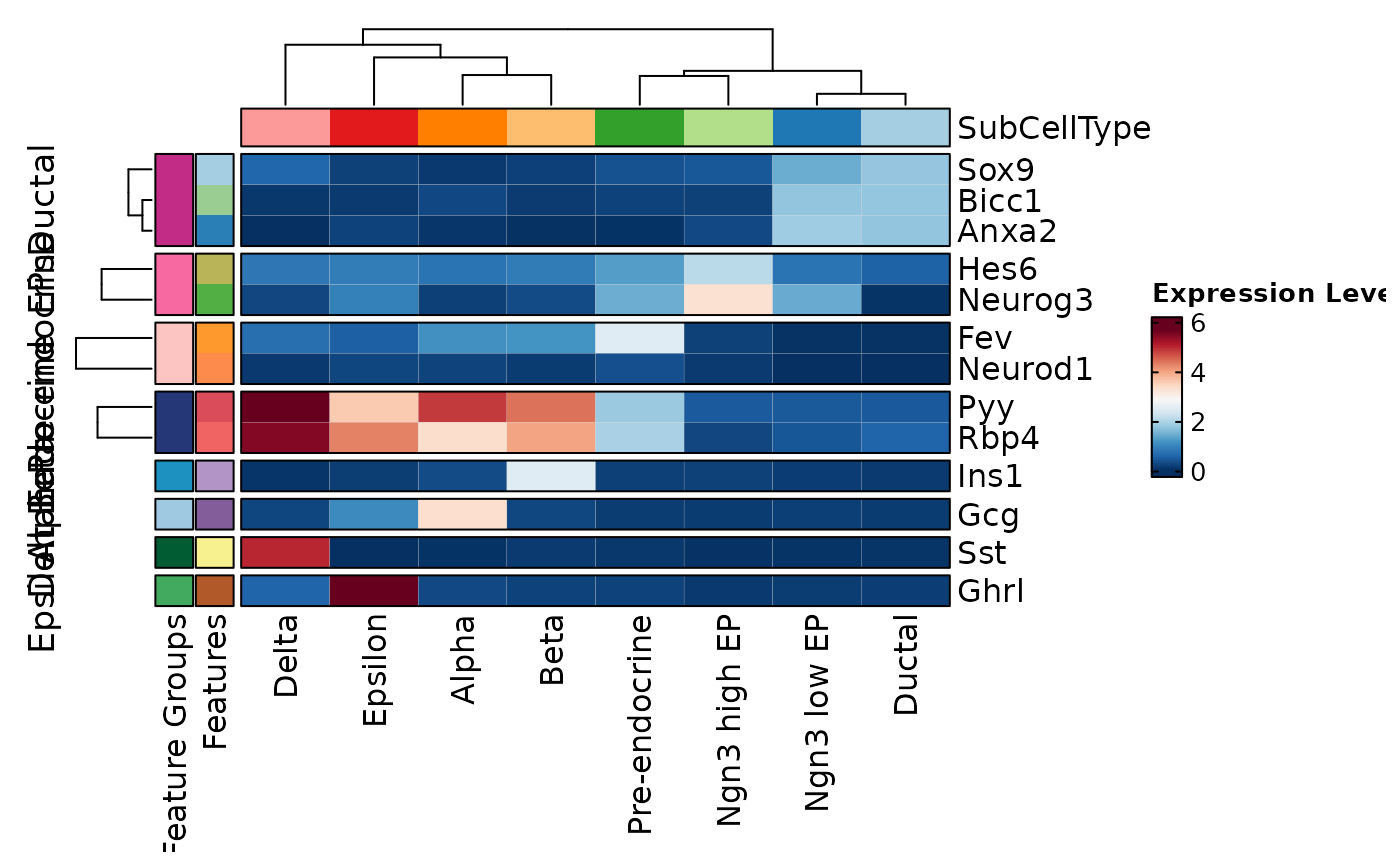 SubCellType
Sox9
Bicc1
Anxa2
Hes6
Neurog3
Fev
Neurod1
Pyy
Rbp4
Ins1
Gcg
Sst
Ghrl
Ductal
Feature Groups
Features
Delta
Epsilon
Alpha
Beta
Pre-endocrine
Ngn3 high EP
Ngn3 low EP
Ductal
Expression Leve
6
4
2
0